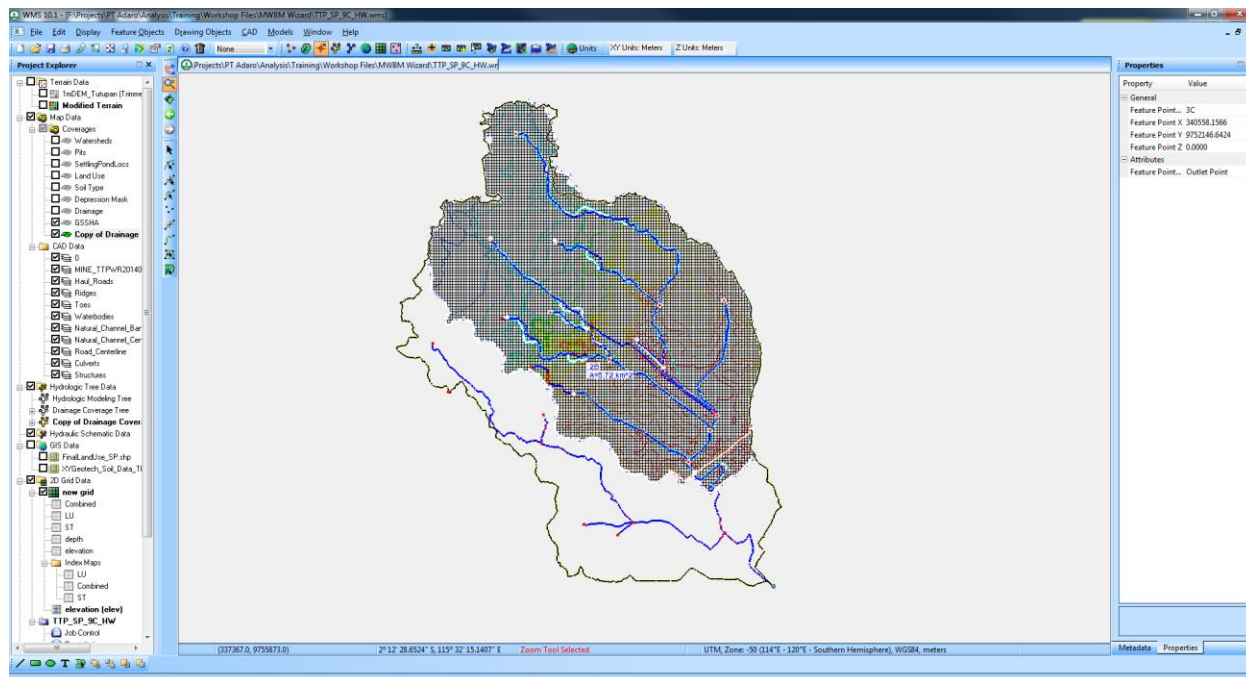 WMS 10.1 - [F:\Projects\PT Adaro\Analysis\Training\Workshop Files\MWBM Wizard\TTP_SP_9C_HW.wms]
File Edit View Display Feature Objects Drawing Objects CAD Models Window Help
None Units XY Units: Meters Z Units: Meters
Project Explorer
Projects\PT Adaro\Analysis\Training\Workshop Files\MWBM Wizard\TTP_SP_9C_HW.wm
Terrain Data
1mDEM_Tutupan (Trimme
Modified Terrain
Map Data
Coverages
Watersheds
Pits
SettlingPondLocs
Land Use
Soil Type
Depression Mask
Drainage
GSSHA
Copy of Drainage
CAD Data
0
MINE_TTPWR20140
Haul_Roads
Ridges
Toes
Waterbodies
Natural_Channel_Bar
Natural_Channel_Cer
Road_Centerline
Culverts
Structures
Hydrologic Tree Data
Hydrologic Modeling Tree
Drainage Coverage Tree
Copy of Drainage Cover
Hydraulic Schematic Data
GIS Data
FinalLandUse_SP.shp
XYGeotech_Soil_Data_T
2D Grid Data
new grid
Combined
LU
ST
depth
elevation
Index Maps
LU
Combined
ST
elevation (elev)
TTP_SP_9C_HW
Job Control
2B
A=5.72 km^2
Properties
Property Value
General
Feature Point... 3C
Feature Point X 340558.1566
Feature Point Y 9752146.6424
Feature Point Z 0.0000
Attributes
Feature Point... Outlet Point
Metadata Properties
(337367.0, 9755873.0) 2° 12' 28.6524" S, 115° 32' 15.1407" E Zoom Tool Selected UTM, Zone: -50 (114°E - 120°E - Southern Hemisphere), WGS84, meters